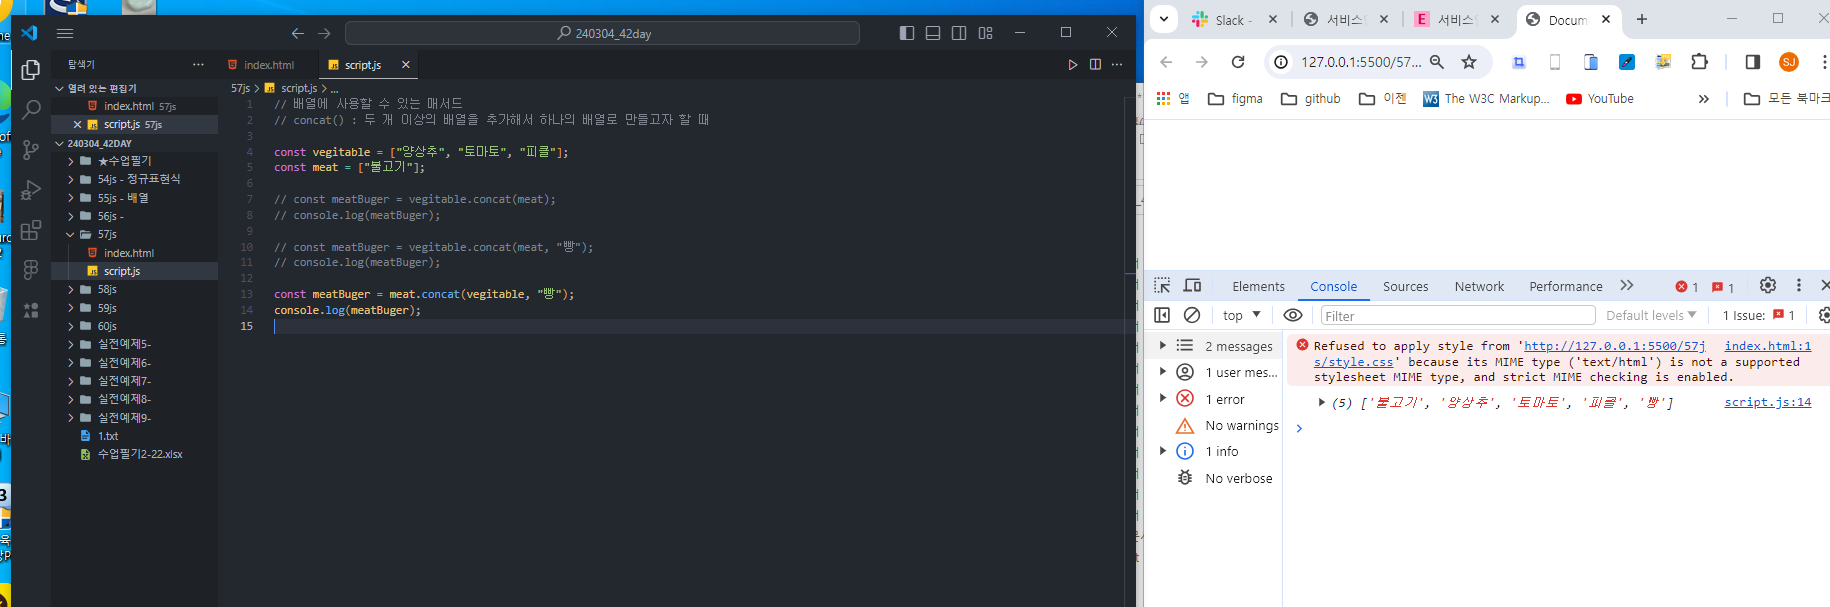 240304_42day
탐색기
열려 있는 편집기
index.html 57js
script.js 57js
240304_42DAY
★수업필기
54js - 정규표현식
55js - 배열
56js -
57js
index.html
script.js
58js
59js
60js
실전예제5-
실전예제6-
실전예제7-
실전예제8-
실전예제9-
1.txt
수업필기2-22.xlsx
index.html
script.js
57js > script.js > ...
1 // 배열에 사용할 수 있는 매서드
2 // concat() : 두 개 이상의 배열을 추가해서 하나의 배열로 만들고자 할 때
3
4 const vegitable = ["양상추", "토마토", "피클"];
5 const meat = ["불고기"];
6
7 // const meatBuger = vegitable.concat(meat);
8 // console.log(meatBuger);
9
10 // const meatBuger = vegitable.concat(meat, "빵");
11 // console.log(meatBuger);
12
13 const meatBuger = meat.concat(vegitable, "빵");
14 console.log(meatBuger);
15
Slack -
서비스
서비스
Docum
127.0.0.1:5500/57...
SJ
앱
figma
github
이젠
W3 The W3C Markup...
YouTube
모든 북마크
Elements
Console
Sources
Network
Performance
1
1
top
Filter
Default levels
1 Issue: 1
2 messages
1 user mes...
1 error
No warnings
1 info
No verbose
Refused to apply style from 'http://127.0.0.1:5500/57j index.html:1
s/style.css' because its MIME type ('text/html') is not a supported
stylesheet MIME type, and strict MIME checking is enabled.
(5) ['불고기', '양상추', '토마토', '피클', '빵'] script.js:14